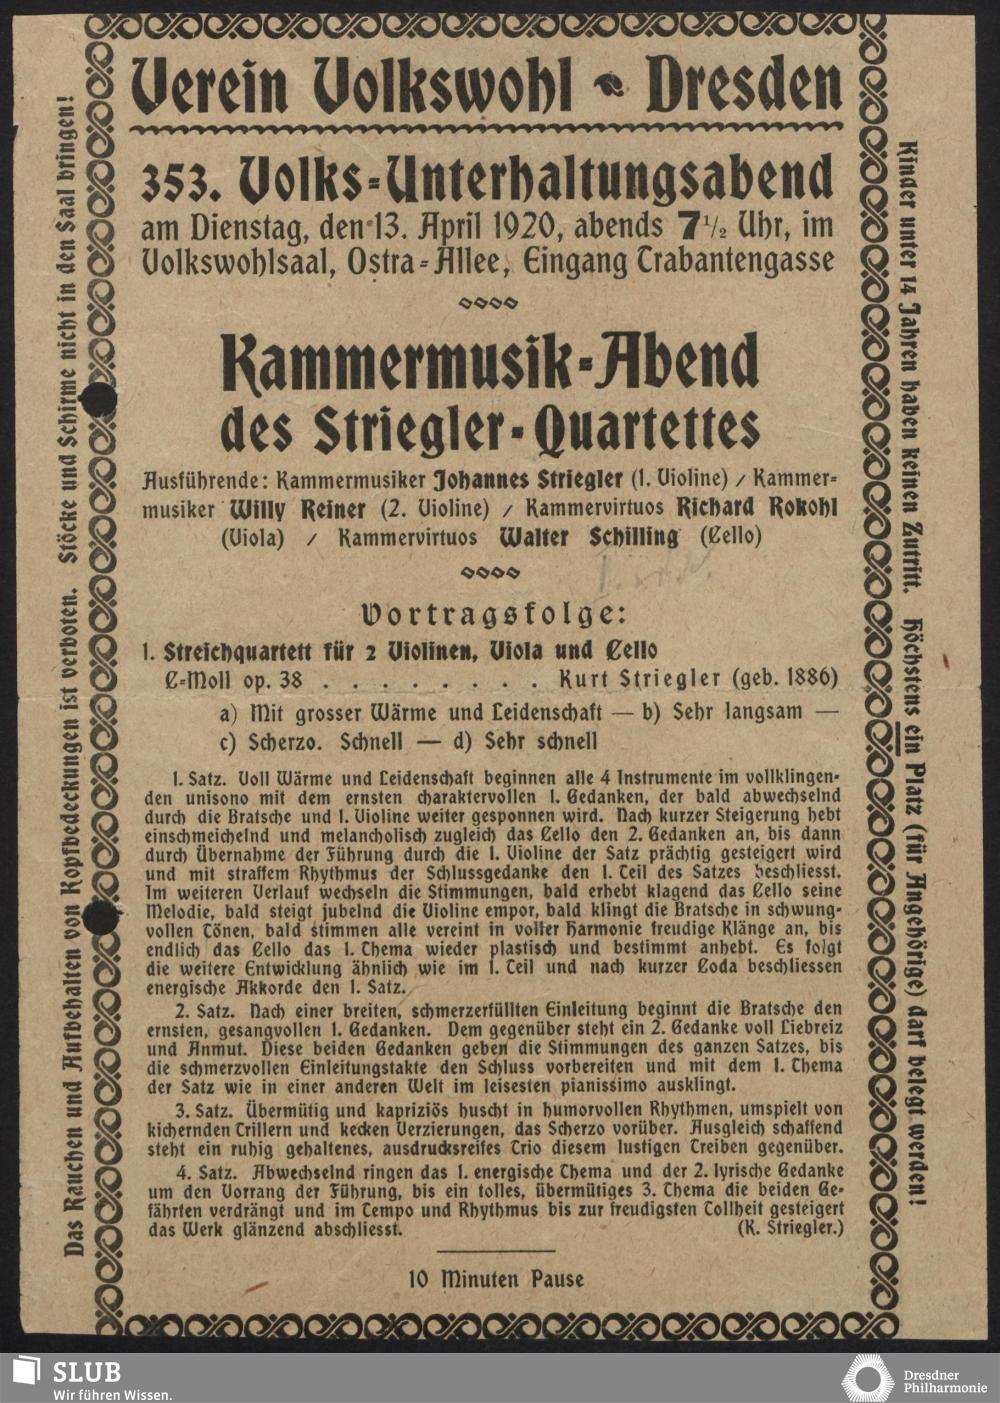 Verein Volkswohl Dresden
353. Volks-Unterhaltungsabend
am Dienstag, den 13. April 1920, abends 7 1/2 Uhr, im
Volkswohlsaal, Ostra-Allee, Eingang Trabantengasse
Kammermusik-Abend
des Striegler-Quartettes
Ausführende: Kammermusiker Johannes Striegler (1. Violine) / Kammer-
musiker Willy Reiner (2. Violine) / Kammervirtuos Richard Rokohl
(Viola) / Kammervirtuos Walter Schilling (Cello)
Vortragsfolge:
1. Streichquartett für 2 Violinen, Viola und Cello
C-Moll op. 38 . . . . . . . . Kurt Striegler (geb. 1886)
a) Mit grosser Wärme und Leidenschaft — b) Sehr langsam —
c) Scherzo. Schnell — d) Sehr schnell
1. Satz. Voll Wärme und Leidenschaft beginnen alle 4 Instrumente im vollklingen-
den unisono mit dem ernsten charaktervollen 1. Gedanken, der bald abwechselnd
durch die Bratsche und 1. Violine weiter gesponnen wird. Nach kurzer Steigerung hebt
einschmeichelnd und melancholisch zugleich das Cello den 2. Gedanken an, bis dann
durch Übernahme der Führung durch die 1. Violine der Satz prächtig gesteigert wird
und mit straffem Rhythmus der Schlussgedanke den 1. Teil des Satzes beschliesst.
Im weiteren Verlauf wechseln die Stimmungen, bald erhebt klagend das Cello seine
Melodie, bald steigt jubelnd die Violine empor, bald klingt die Bratsche in schwung-
vollen Tönen, bald stimmen alle vereint in voller Harmonie freudige Klänge an, bis
endlich das Cello das 1. Thema wieder plastisch und bestimmt anhebt. Es folgt
die weitere Entwicklung ähnlich wie im 1. Teil und nach kurzer Coda beschliessen
energische Akkorde den 1. Satz.
2. Satz. Nach einer breiten, schmerzerfüllten Einleitung beginnt die Bratsche den
ernsten, gesangvollen 1. Gedanken. Dem gegenüber steht ein 2. Gedanke voll Liebreiz
und Anmut. Diese beiden Gedanken geben die Stimmungen des ganzen Satzes, bis
die schmerzvollen Einleitungstakte den Schluss vorbereiten und mit dem 1. Thema
der Satz wie in einer anderen Welt im leisesten pianissimo ausklingt.
3. Satz. Übermütig und kapriziös huscht in humorvollen Rhythmen, umspielt von
kichernden Trillern und kecken Verzierungen, das Scherzo vorüber. Ausgleich schaffend
steht ein ruhig gehaltenes, ausdrucksreifes Trio diesem lustigen Treiben gegenüber.
4. Satz. Abwechselnd ringen das 1. energische Thema und der 2. lyrische Gedanke
um den Vorrang der Führung, bis ein tolles, übermütiges 3. Thema die beiden Ge-
fährten verdrängt und im Tempo und Rhythmus bis zur freudigsten Tollheit gesteigert
das Werk glänzend abschliesst. (K. Striegler.)
10 Minuten Pause
Das Rauchen und Aufbehalten von Kopfbedeckungen ist verboten. Stöcke und Schirme nicht in den Saal bringen!
Kinder unter 14 Jahren haben keinen Zutritt. Höchstens ein Platz (für Angehörige) darf belegt werden!
SLUB
Wir führen Wissen.
Dresdner
Philharmonie